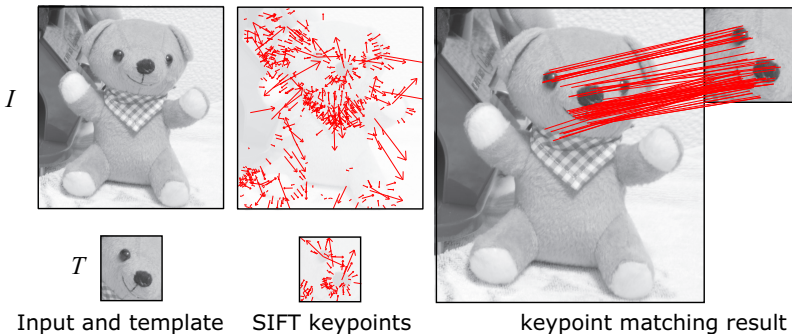 I
T
Input and template
SIFT keypoints
keypoint matching result